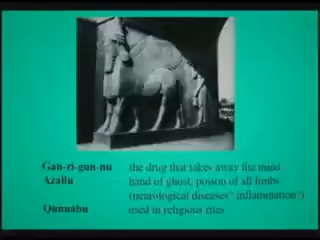 Gan-zi-gun-nu the drug that takes away the mind
Azallu hand of ghost, poison of all limbs
(neurological diseases? inflammation?)
Qunnabu used in religious rites